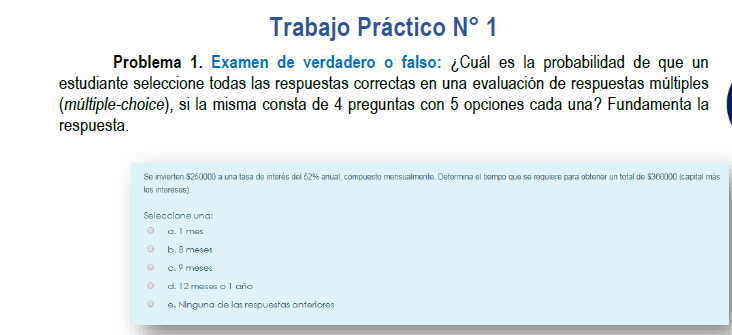 Trabajo Práctico N° 1
Problema 1. Examen de verdadero o falso: ¿Cuál es la probabilidad de que un
estudiante seleccione todas las respuestas correctas en una evaluación de respuestas múltiples
(múltiple-choice), si la misma consta de 4 preguntas con 5 opciones cada una? Fundamenta la
respuesta.
Se invierten $250000 a una tasa de interés del 52% anual, compuesto mensualmente. Determina el tiempo que se requiere para obtener un total de $360000 (capital más
los intereses).
Seleccione una:
a. 1 mes
b. 8 meses
c. 9 meses
d. 12 meses o 1 año
e. Ninguna de las respuestas anteriores